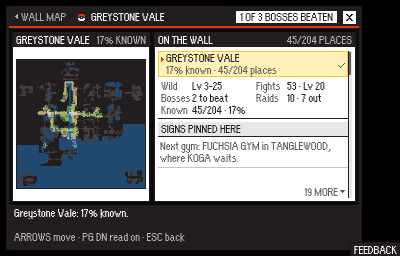 WALL MAP GREYSTONE VALE 1 OF 3 BOSSES BEATEN X
GREYSTONE VALE 17% KNOWN
ON THE WALL 45/204 PLACES
GREYSTONE VALE
17% known · 45/204 places
Wild Lv 3-25 Fights 53 · Lv 20
Bosses 2 to beat Raids 10 · 7 out
Known 45/204 · 17%
SIGNS PINNED HERE
Next gym: FUCHSIA GYM in TANGLEWOOD,
where KOGA waits.
19 MORE
Greystone Vale: 17% known.
ARROWS move · PG DN read on · ESC back
FEEDBACK